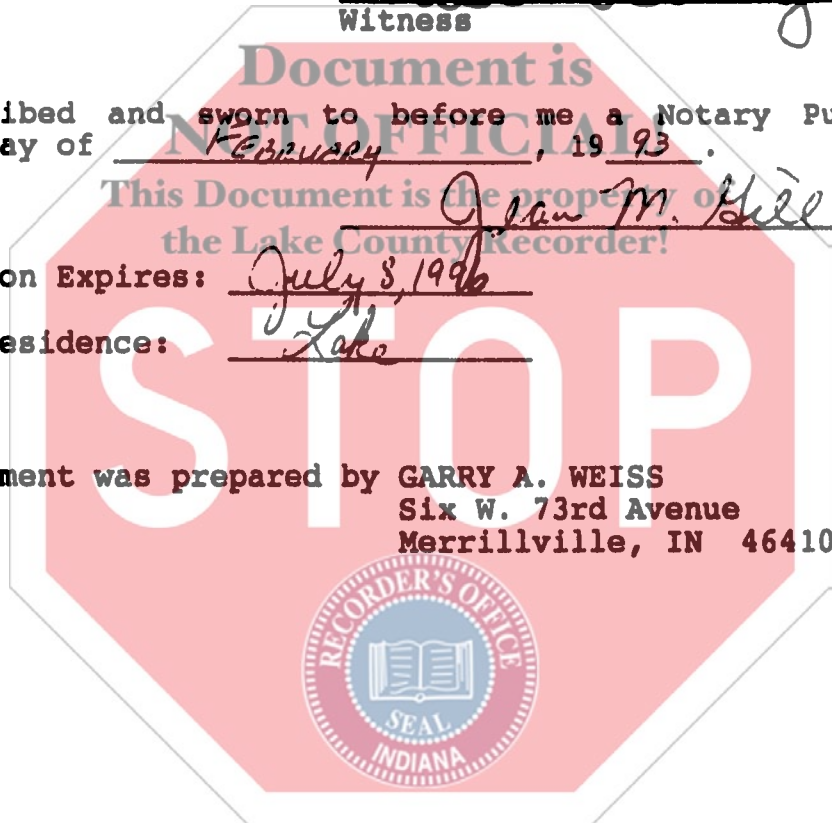 Witness
Document is
ibed and sworn to before me a Notary Pu
NOT OFFICIAL!
ay of FEBRUARY, 19 93.
This Document is the property of
Jean M. Gill
the Lake County Recorder!
on Expires: July 8, 1996
esidence: Lake
STOP
ment was prepared by GARRY A. WEISS
Six W. 73rd Avenue
Merrillville, IN 46410
RECORDER'S OFFICE
SEAL
INDIANA